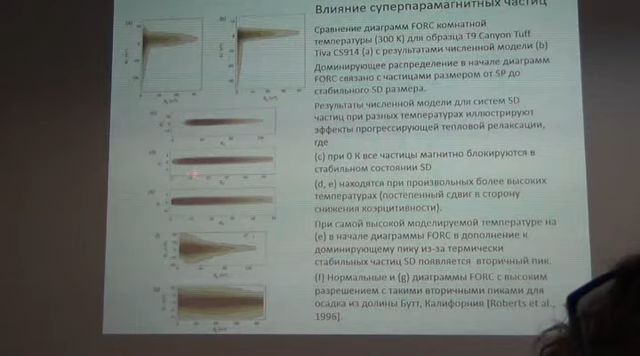 Влияние суперпарамагнитных частиц
Сравнение диаграмм FORC комнатной
температуры (300 K) для образца T9 Canyon Tuff
Tiva CS914 (a) с результатами численной модели (b)
Доминирующее распределение в начале диаграмм
FORC связано с частицами размером от SP до
стабильного SD размера.
Результаты численной модели для систем SD
частиц при разных температурах иллюстрируют
эффекты прогрессирующей тепловой релаксации,
где
(c) при 0 K все частицы магнитно блокируются в
стабильном состоянии SD
(d, e) находятся при произвольных более высоких
температурах (постепенный сдвиг в сторону
снижения коэрцитивности).
При самой высокой моделируемой температуре на
(e) в начале диаграммы FORC в дополнение к
доминирующему пику из-за термически
стабильных частиц SD появляется вторичный пик.
(f) Нормальные и (g) диаграммы FORC с высоким
разрешением с такими вторичными пиками для
осадка из долины Бутт, Калифорния [Roberts et al.,
1996].